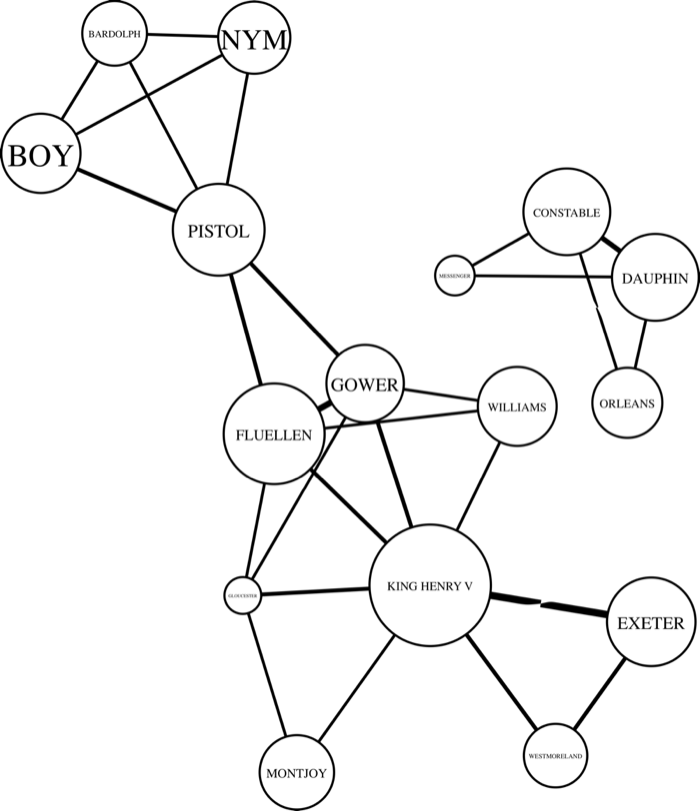 BARDOLPH
NYM
BOY
PISTOL
CONSTABLE
MESSENGER
DAUPHIN
GOWER
WILLIAMS
ORLEANS
FLUELLEN
KING HENRY V
GLOUCESTER
EXETER
WESTMORELAND
MONTJOY